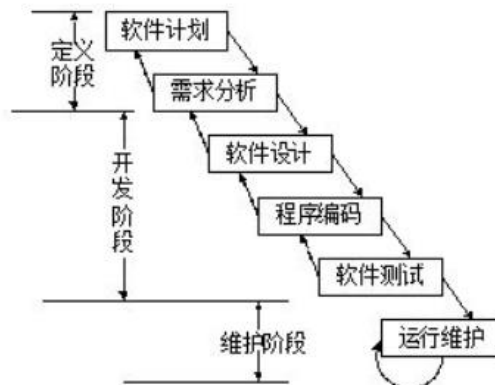 软件计划
定义
阶段
需求分析
软件设计
开
发
阶
段
程序编码
软件测试
维护阶段
运行维护